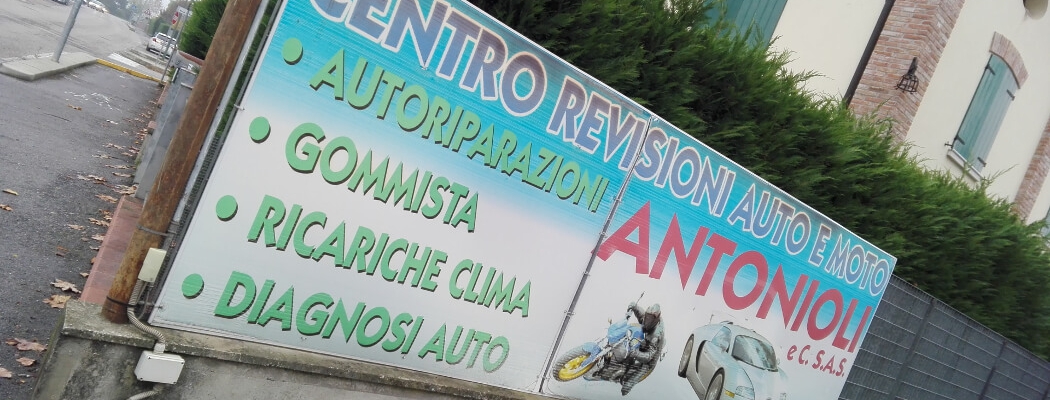 CENTRO REVISIONI AUTO E MOTO
• AUTORIPARAZIONI
• GOMMISTA
• RICARICHE CLIMA
• DIAGNOSI AUTO
ANTONIOLI
e C. S.A.S.